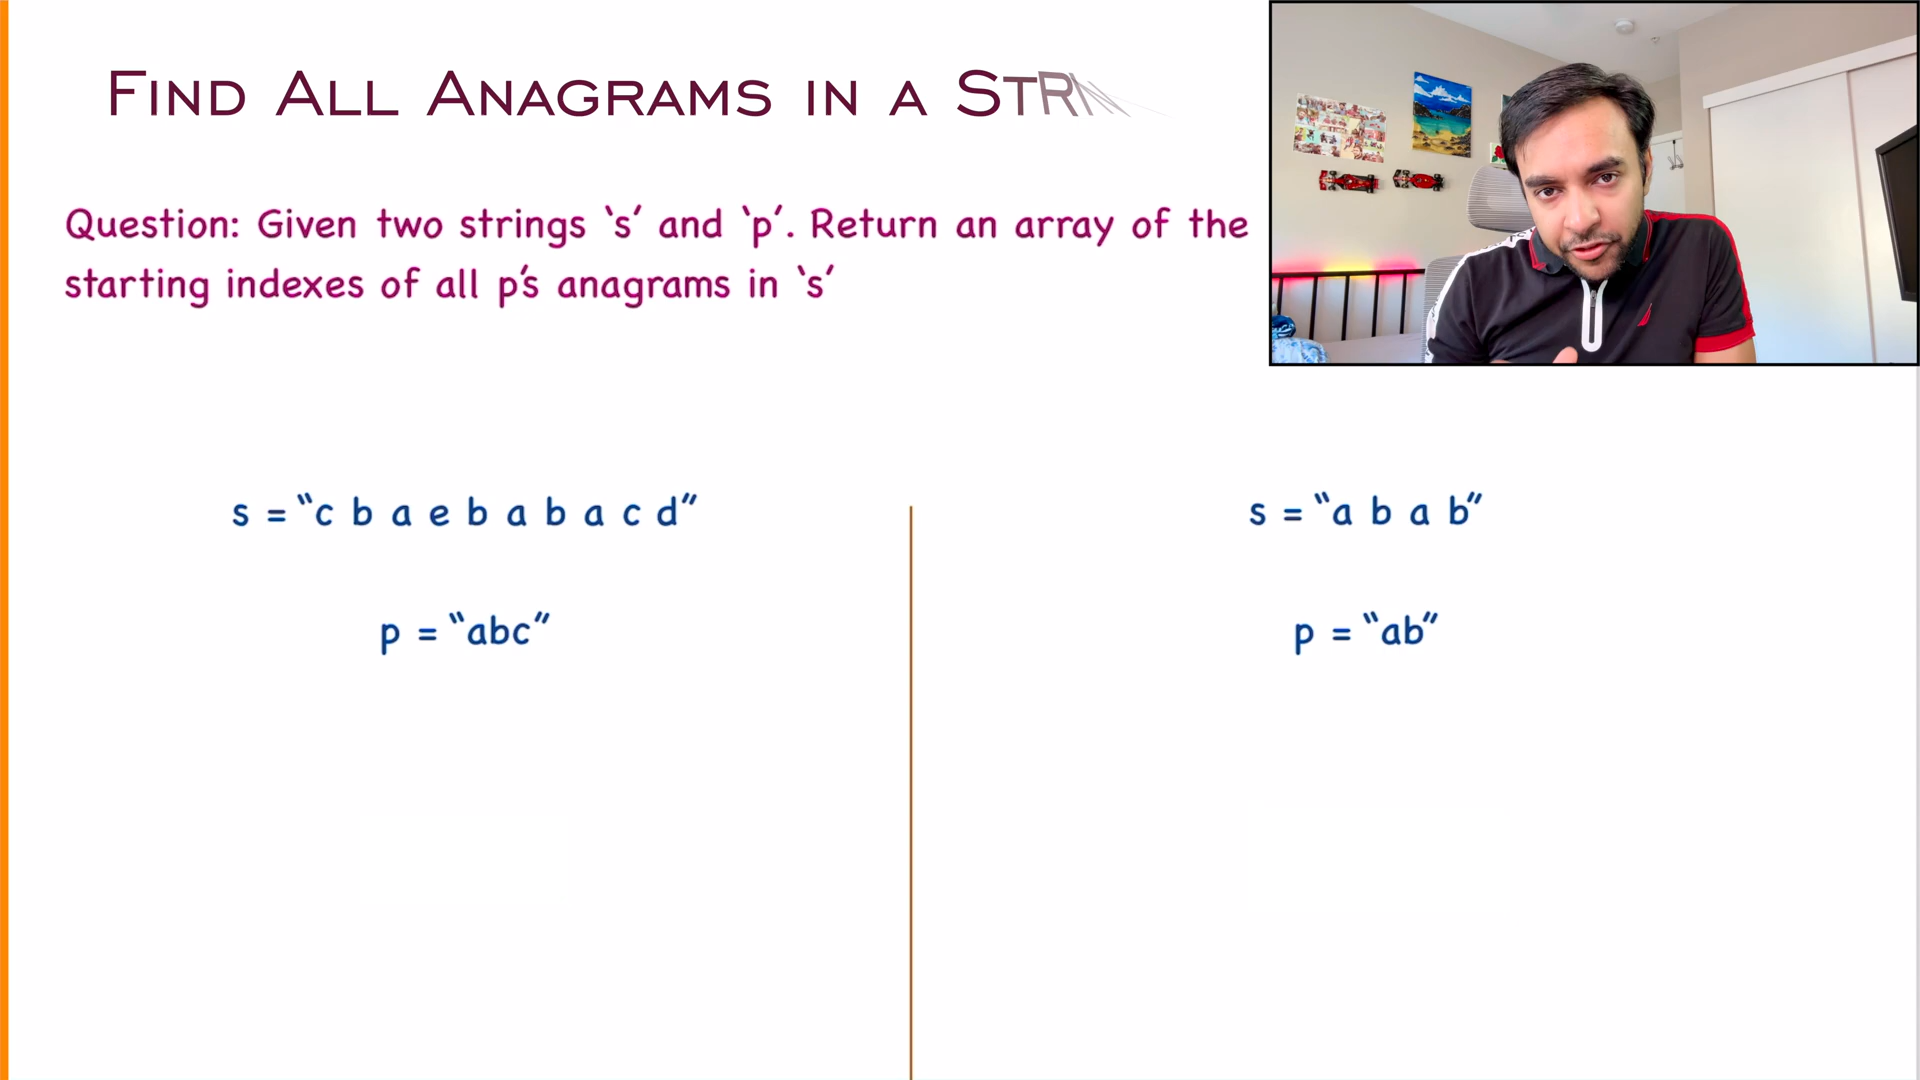 FIND ALL ANAGRAMS IN A
Question: Given two strings ‘s’ and ‘p’. Return an array of the
starting indexes of all p’s anagrams in ‘s’
s = “c b a e b a b a c d”
p = “abc”
s = “a b a b”
p = “ab”